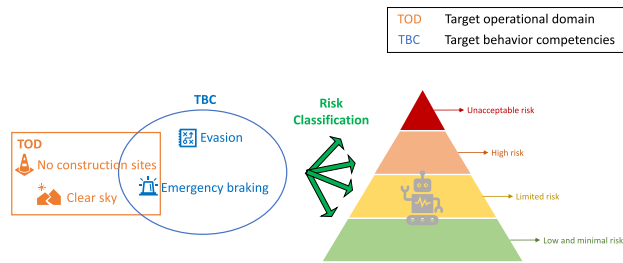 TOD Target operational domain
TBC Target behavior competencies
TBC
Risk
Classification
Unacceptable risk
Evasion
TOD
No construction sites
High risk
Emergency braking
Clear sky
Limited risk
Low and minimal risk